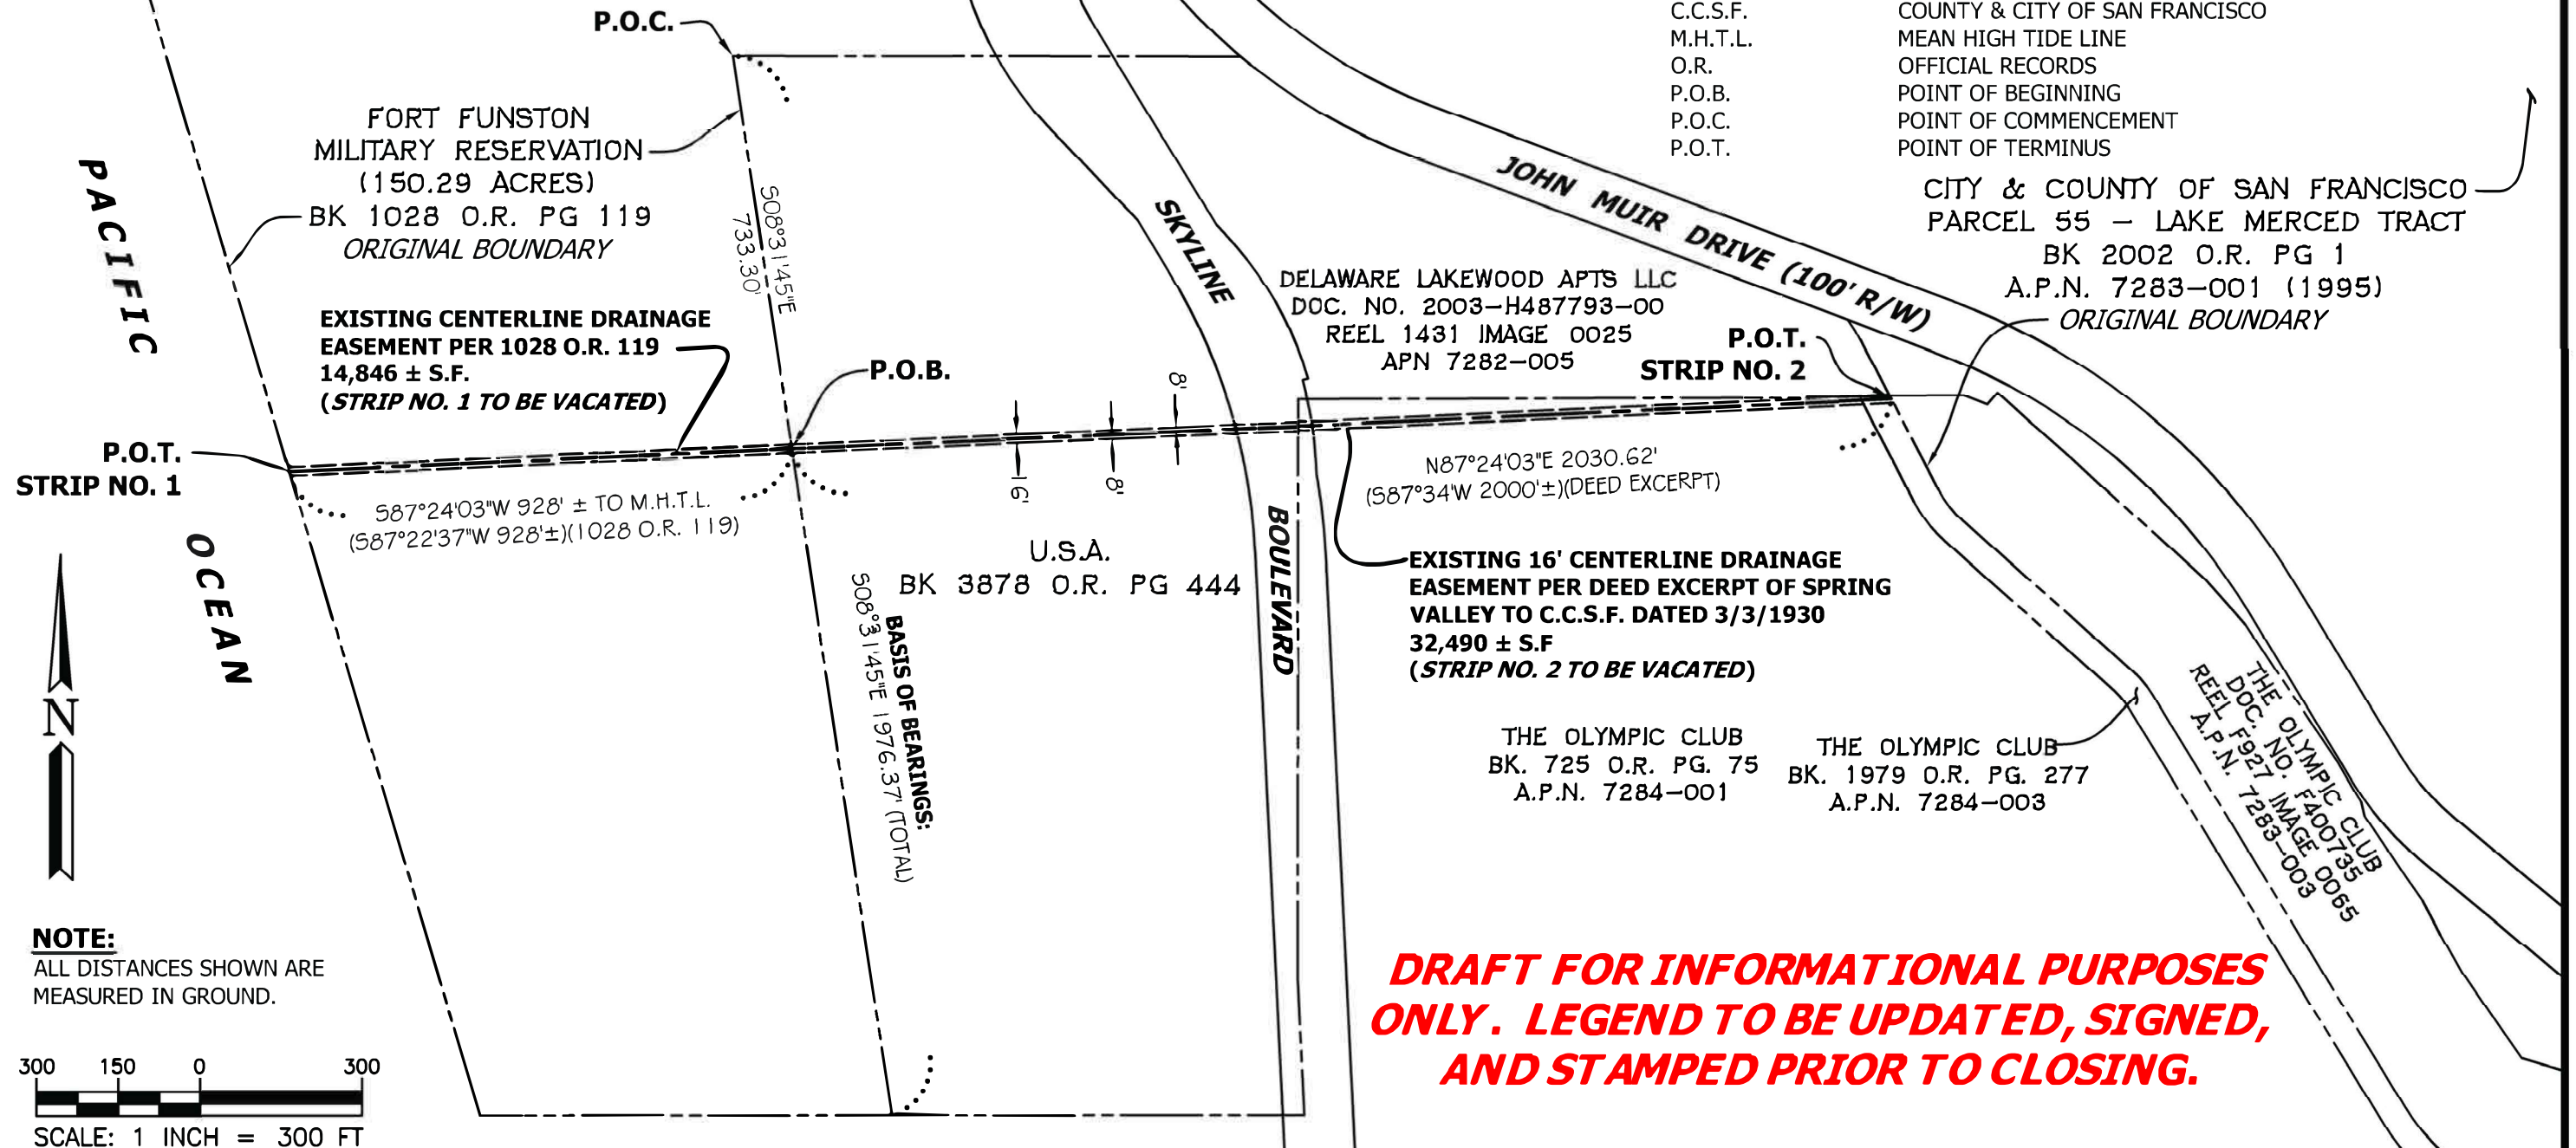 P.O.C.
C.C.S.F. COUNTY & CITY OF SAN FRANCISCO
M.H.T.L. MEAN HIGH TIDE LINE
O.R. OFFICIAL RECORDS
P.O.B. POINT OF BEGINNING
P.O.C. POINT OF COMMENCEMENT
P.O.T. POINT OF TERMINUS
FORT FUNSTON
MILITARY RESERVATION
(150.29 ACRES)
BK 1028 O.R. PG 119
ORIGINAL BOUNDARY
PACIFIC
OCEAN
S08°31'45"E
733.30'
SKYLINE
BOULEVARD
JOHN MUIR DRIVE (100' R/W)
CITY & COUNTY OF SAN FRANCISCO
PARCEL 55 – LAKE MERCED TRACT
BK 2002 O.R. PG 1
A.P.N. 7283–001 (1995)
ORIGINAL BOUNDARY
DELAWARE LAKEWOOD APTS LLC
DOC. NO. 2003–H487793–00
REEL 1431 IMAGE 0025
APN 7282–005
EXISTING CENTERLINE DRAINAGE
EASEMENT PER 1028 O.R. 119
14,846 ± S.F.
(STRIP NO. 1 TO BE VACATED)
P.O.B.
P.O.T.
STRIP NO. 2
P.O.T.
STRIP NO. 1
16'
8'
8'
S87°24'03"W 928' ± TO M.H.T.L.
(S87°22'37"W 928'±)(1028 O.R. 119)
N87°24'03"E 2030.62'
(S87°34'W 2000'±)(DEED EXCERPT)
U.S.A.
BK 3878 O.R. PG 444
EXISTING 16' CENTERLINE DRAINAGE
EASEMENT PER DEED EXCERPT OF SPRING
VALLEY TO C.C.S.F. DATED 3/3/1930
32,490 ± S.F
(STRIP NO. 2 TO BE VACATED)
BASIS OF BEARINGS:
S08°31'45"E 1976.37' (TOTAL)
N
THE OLYMPIC CLUB
BK. 725 O.R. PG. 75
A.P.N. 7284–001
THE OLYMPIC CLUB
BK. 1979 O.R. PG. 277
A.P.N. 7284–003
THE OLYMPIC CLUB
DOC. NO. F400735
REEL F927 IMAGE 0065
A.P.N. 7283–003
NOTE:
ALL DISTANCES SHOWN ARE
MEASURED IN GROUND.
300 150 0 300
SCALE: 1 INCH = 300 FT
DRAFT FOR INFORMATIONAL PURPOSES
ONLY. LEGEND TO BE UPDATED, SIGNED,
AND STAMPED PRIOR TO CLOSING.